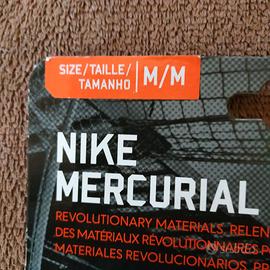 SIZE/TAILLE/
TAMANHO
M/M
NIKE
MERCURIAL
REVOLUTIONARY MATERIALS. RELEN
DES MATÉRIAUX RÉVOLUTIONNAIRES.P
MATERIALES REVOLUCIONARIOS. PR